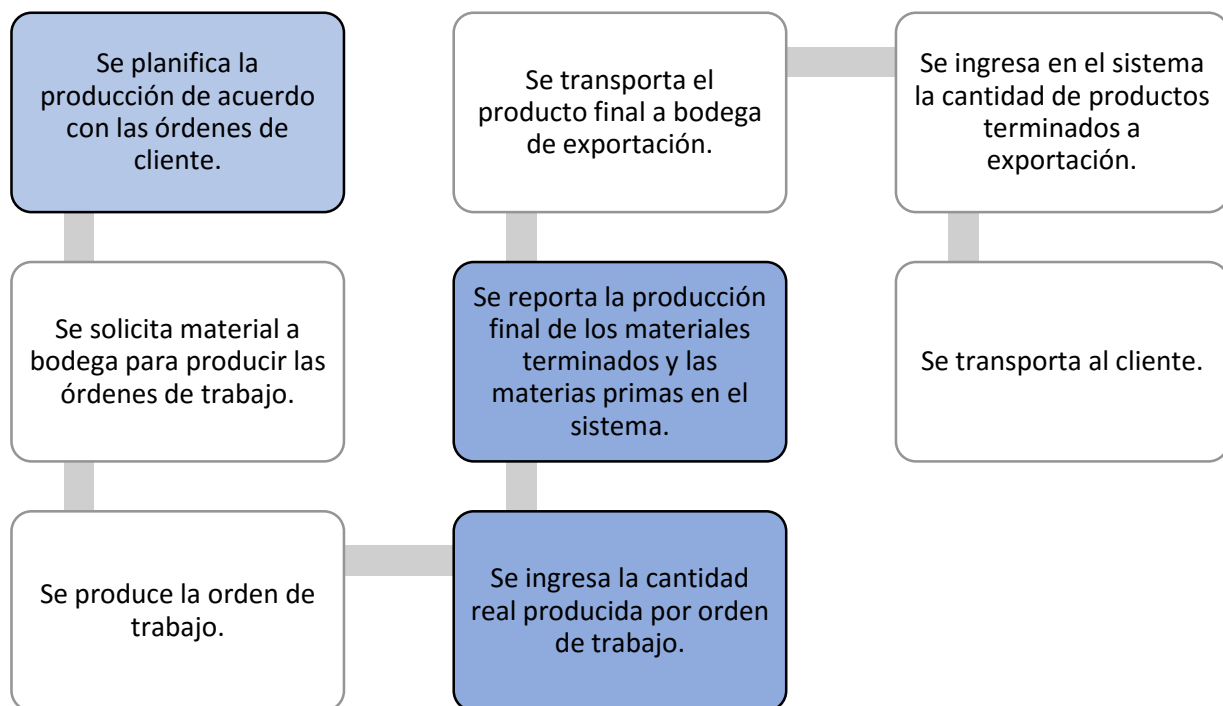 Se planifica la
producción de acuerdo
con las órdenes de
cliente.
Se solicita material a
bodega para producir las
órdenes de trabajo.
Se produce la orden de
trabajo.
Se ingresa la cantidad
real producida por orden
de trabajo.
Se reporta la producción
final de los materiales
terminados y las
materias primas en el
sistema.
Se transporta el
producto final a bodega
de exportación.
Se ingresa en el sistema
la cantidad de productos
terminados a
exportación.
Se transporta al cliente.